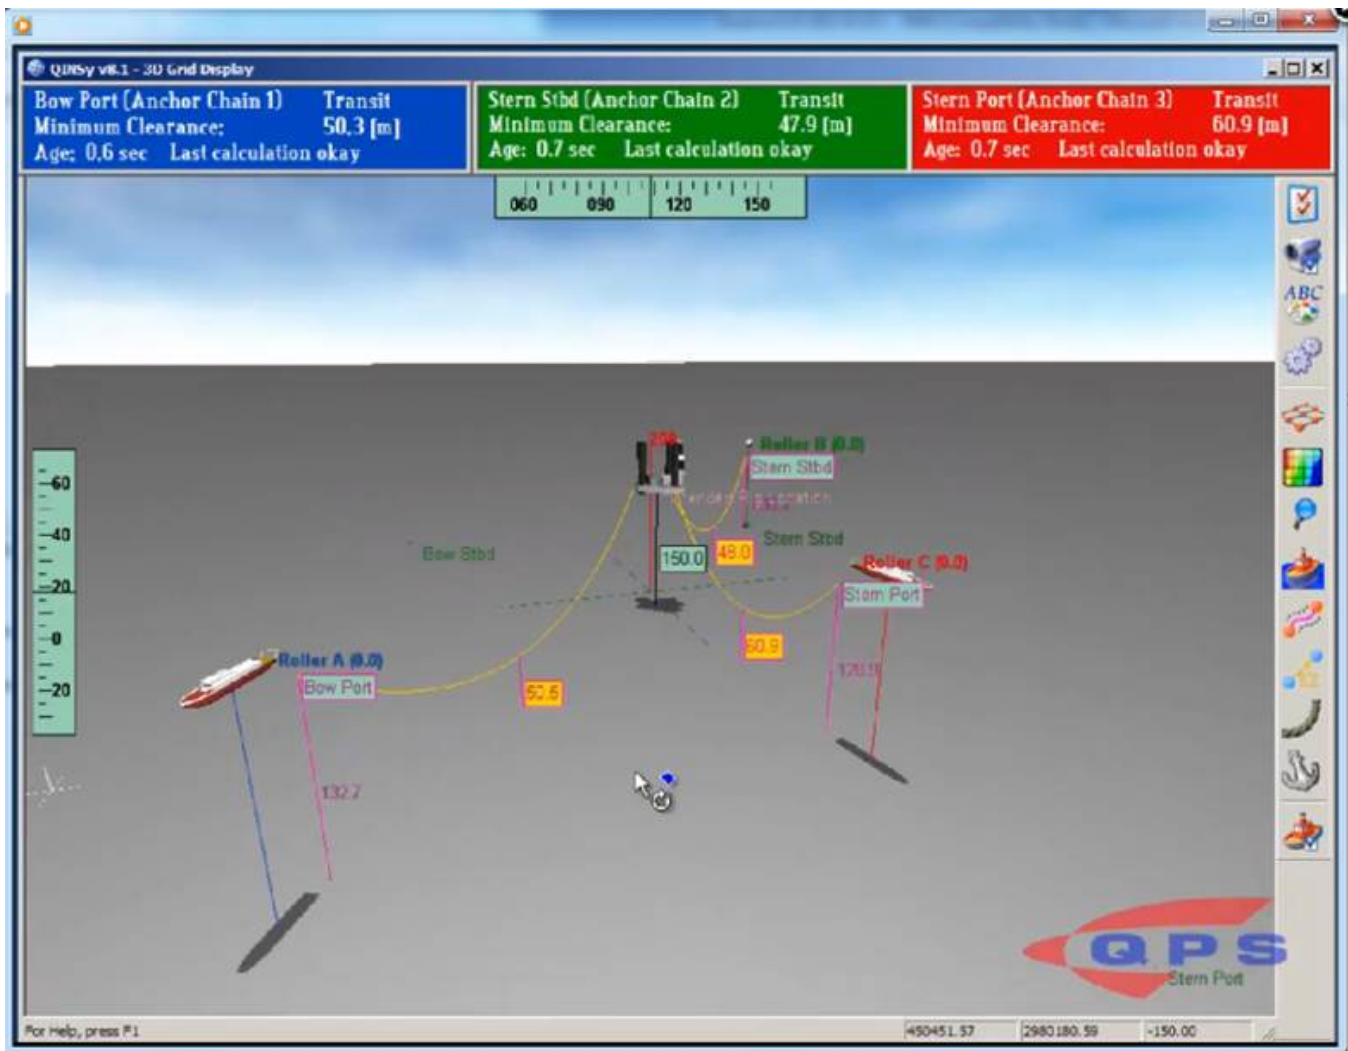 QINSy v8.1 - 3D Grid Display
Bow Port (Anchor Chain 1) Transit
Minimum Clearance: 50.3 [m]
Age: 0.6 sec Last calculation okay
Stern Stbd (Anchor Chain 2) Transit
Minimum Clearance: 47.9 [m]
Age: 0.7 sec Last calculation okay
Stern Port (Anchor Chain 3) Transit
Minimum Clearance: 60.9 [m]
Age: 0.7 sec Last calculation okay
060 090 120 150
ABC
60
40
20
0
20
Roller B (0.0)
Stern Stbd
Location
Stern Stbd
Bow Stbd
150.0
48.0
Roller C (0.0)
Stern Port
60.9
Roller A (0.0)
Bow Port
132.7
QPS
Stern Port
For Help, press F1
450451.57 2980180.59 -150.00